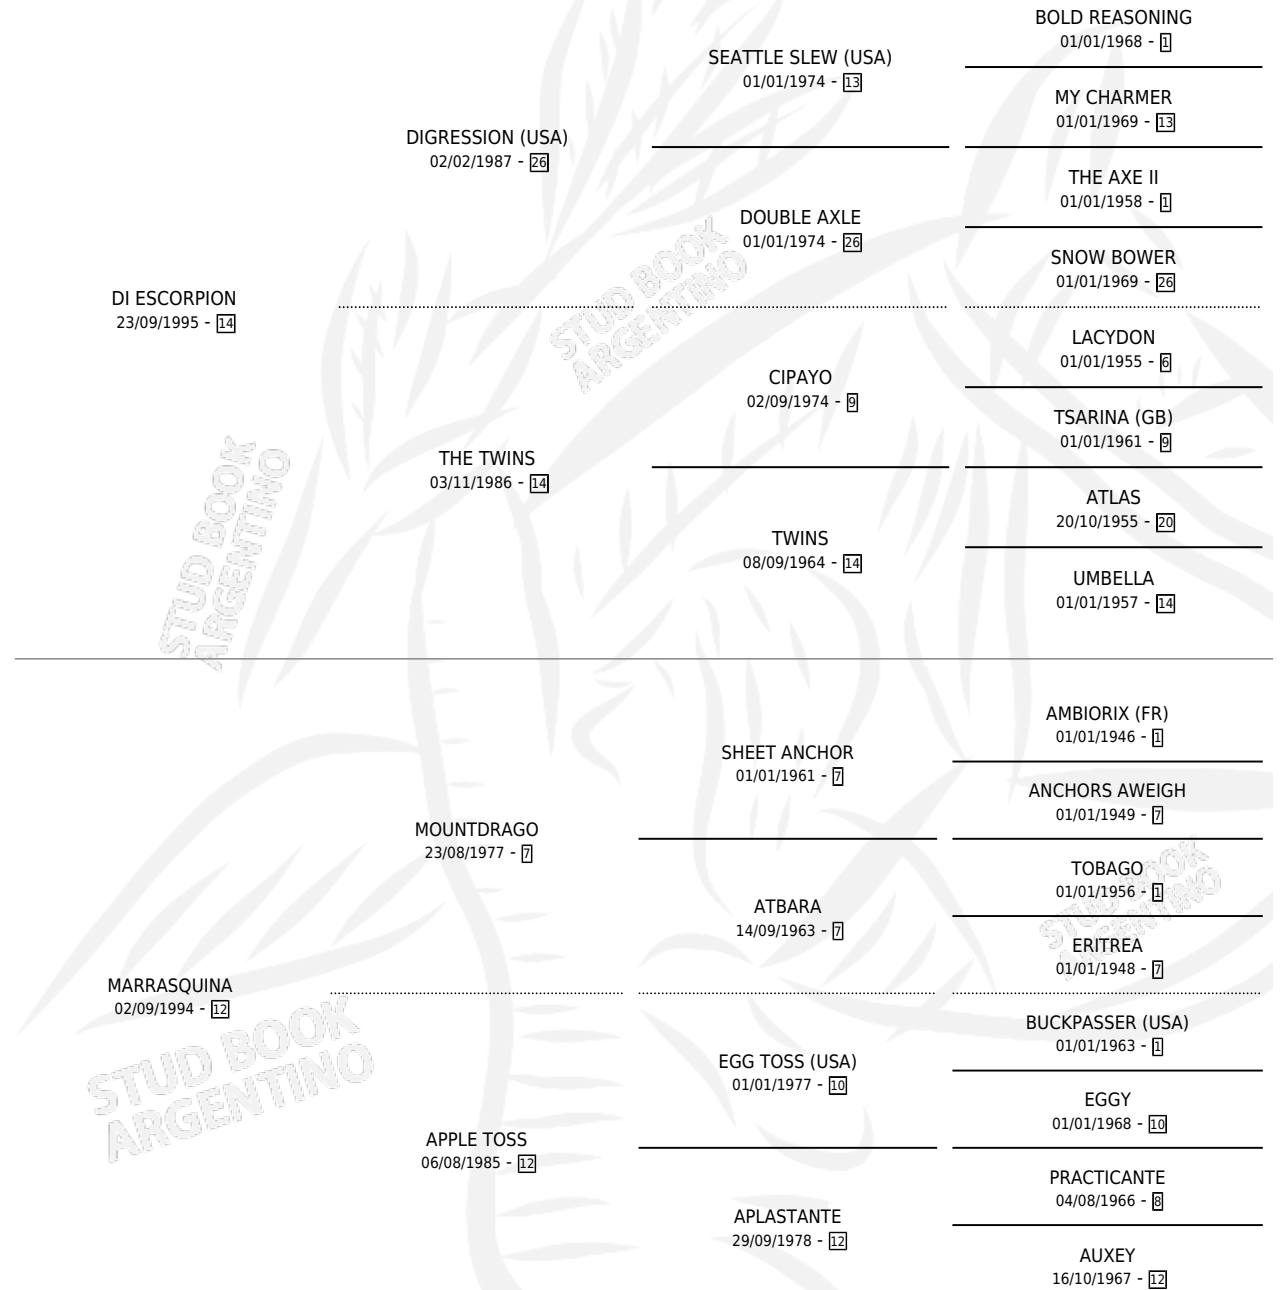 BOLD REASONING
01/01/1968 - 1
SEATTLE SLEW (USA)
01/01/1974 - 13
MY CHARMER
01/01/1969 - 13
DIGRESSION (USA)
02/02/1987 - 26
THE AXE II
01/01/1958 - 1
DOUBLE AXLE
01/01/1974 - 26
SNOW BOWER
01/01/1969 - 26
STUD BOOK
ARGENTINO
DI ESCORPION
23/09/1995 - 14
LACYDON
01/01/1955 - 6
CIPAYO
02/09/1974 - 9
TSARINA (GB)
01/01/1961 - 9
THE TWINS
03/11/1986 - 14
ATLAS
20/10/1955 - 20
TWINS
08/09/1964 - 14
UMBELLA
01/01/1957 - 14
STUD BOOK
ARGENTINO
AMBIORIX (FR)
01/01/1946 - 1
SHEET ANCHOR
01/01/1961 - 7
ANCHORS AWEIGH
01/01/1949 - 7
MOUNTDRAGO
23/08/1977 - 7
TOBAGO
01/01/1956 - 1
ATBARA
14/09/1963 - 7
ERITREA
01/01/1948 - 7
STUD BOOK
ARGENTINO
MARRASQUINA
02/09/1994 - 12
BUCKPASSER (USA)
01/01/1963 - 1
EGG TOSS (USA)
01/01/1977 - 10
EGGY
01/01/1968 - 10
STUD BOOK
ARGENTINO
APPLE TOSS
06/08/1985 - 12
PRACTICANTE
04/08/1966 - 8
APLASTANTE
29/09/1978 - 12
AUXEY
16/10/1967 - 12